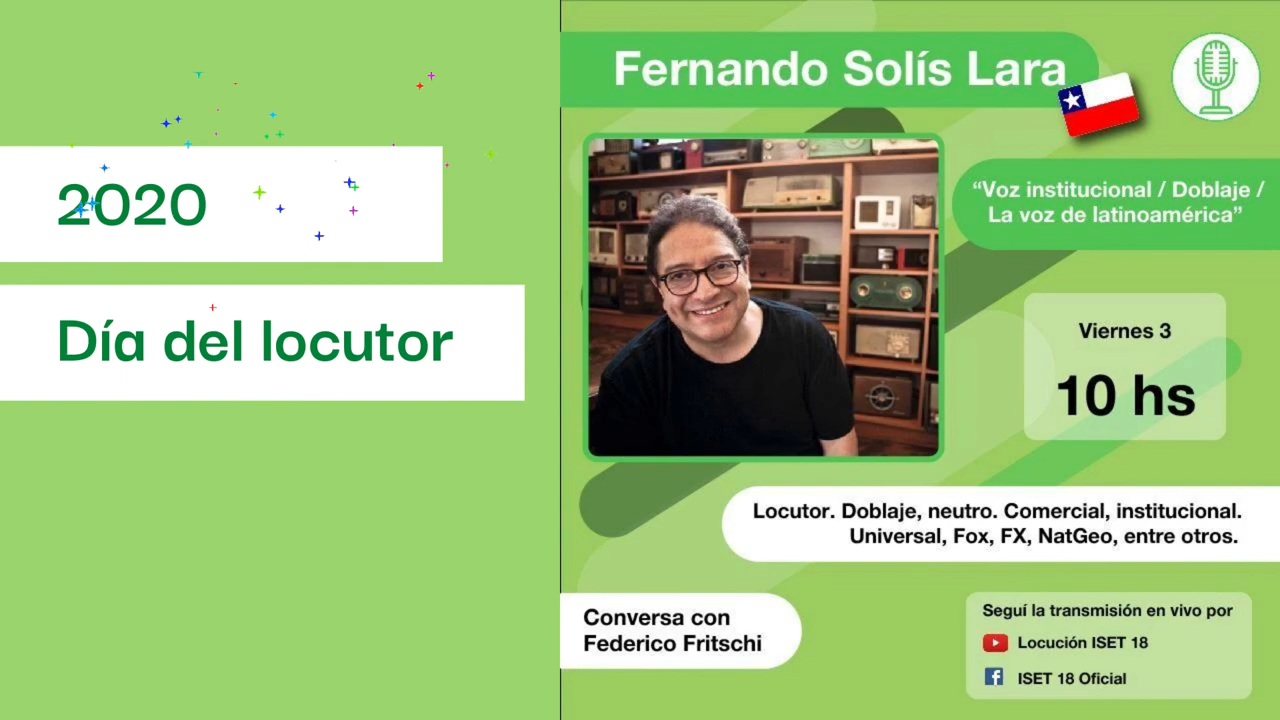 2020
Día del locutor
Fernando Solís Lara
“Voz institucional / Doblaje /
La voz de latinoamérica”
Viernes 3
10 hs
Locutor. Doblaje, neutro. Comercial, institucional.
Universal, Fox, FX, NatGeo, entre otros.
Conversa con
Federico Fritschi
Seguí la transmisión en vivo por
Locución ISET 18
ISET 18 Oficial